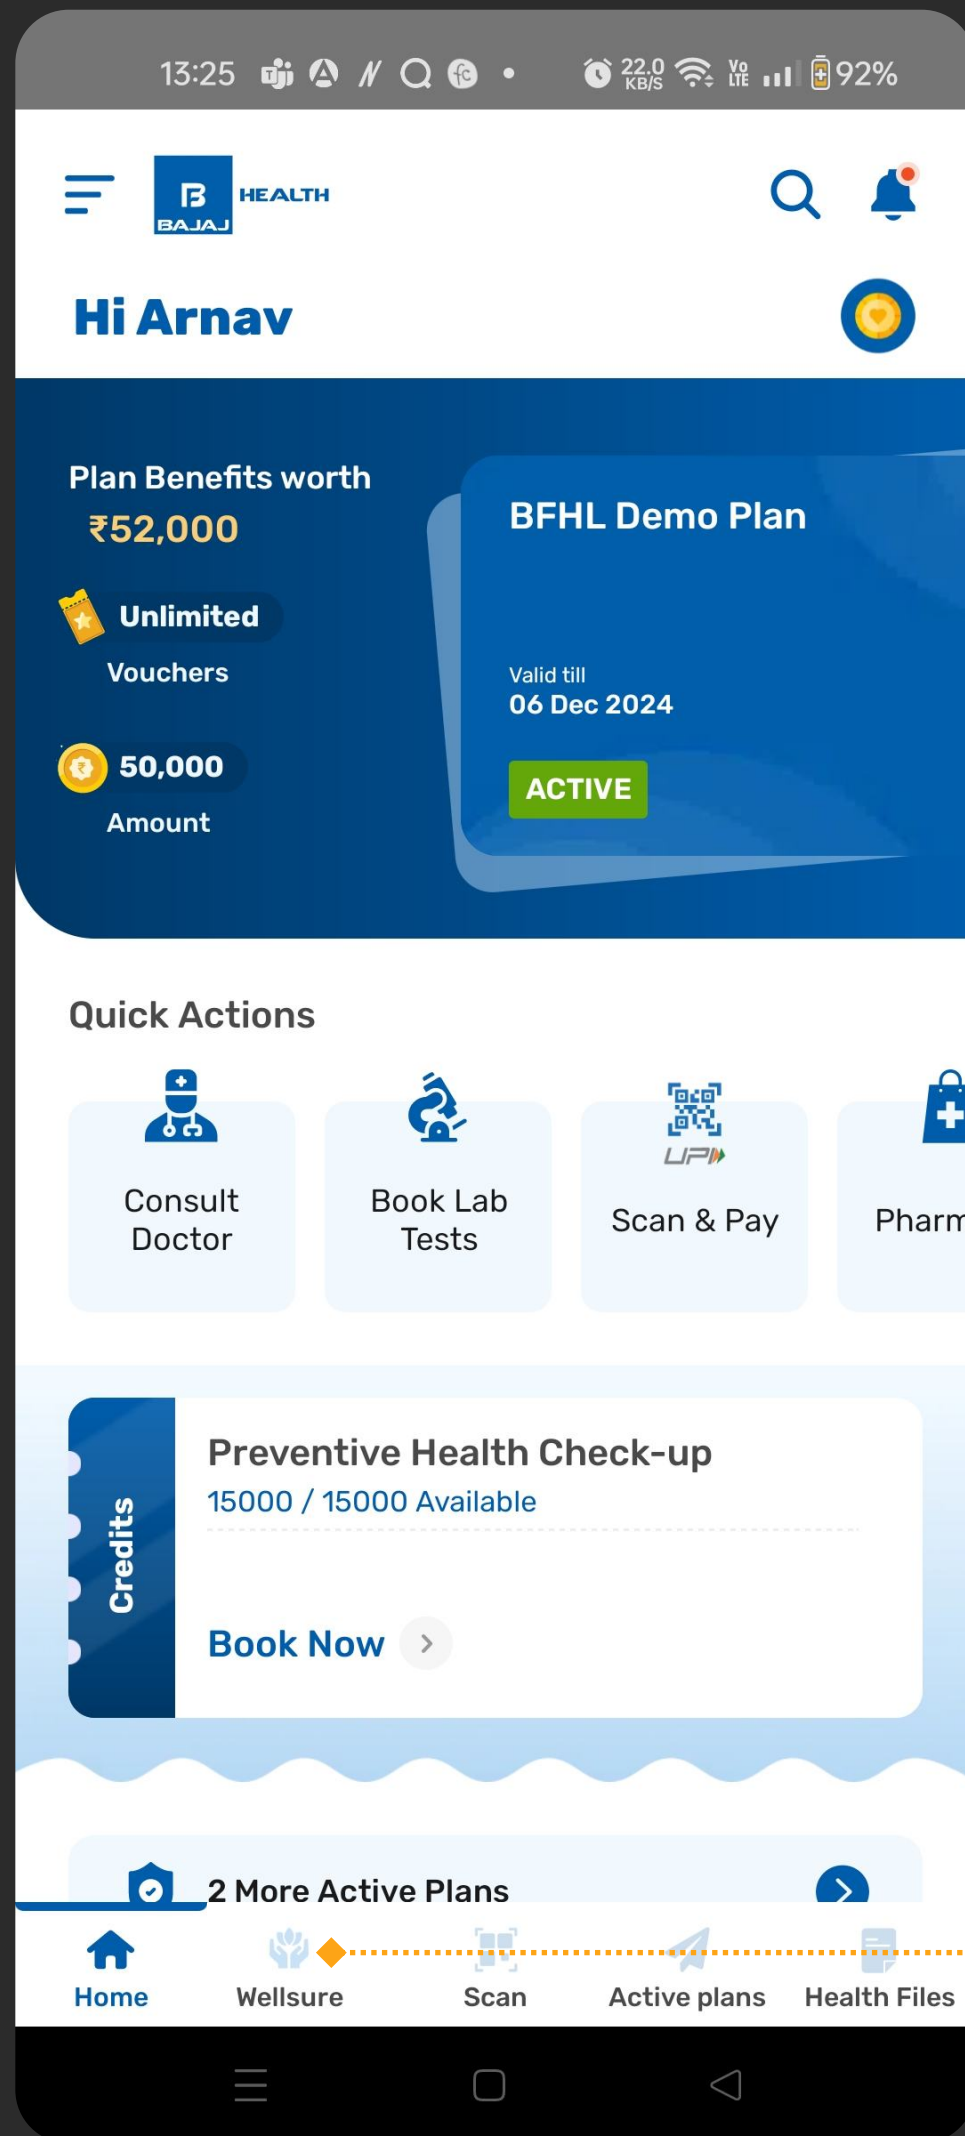 13:25 22.0 KB/S Vo LTE 92%
B
BAJAJ HEALTH
Hi Arnav
Plan Benefits worth
₹52,000
Unlimited
Vouchers
50,000
Amount
BFHL Demo Plan
Valid till
06 Dec 2024
ACTIVE
Quick Actions
Consult
Doctor
Book Lab
Tests
UPI
Scan & Pay
Pharm
Credits
Preventive Health Check-up
15000 / 15000 Available
Book Now
2 More Active Plans
Home Wellsure Scan Active plans Health Files